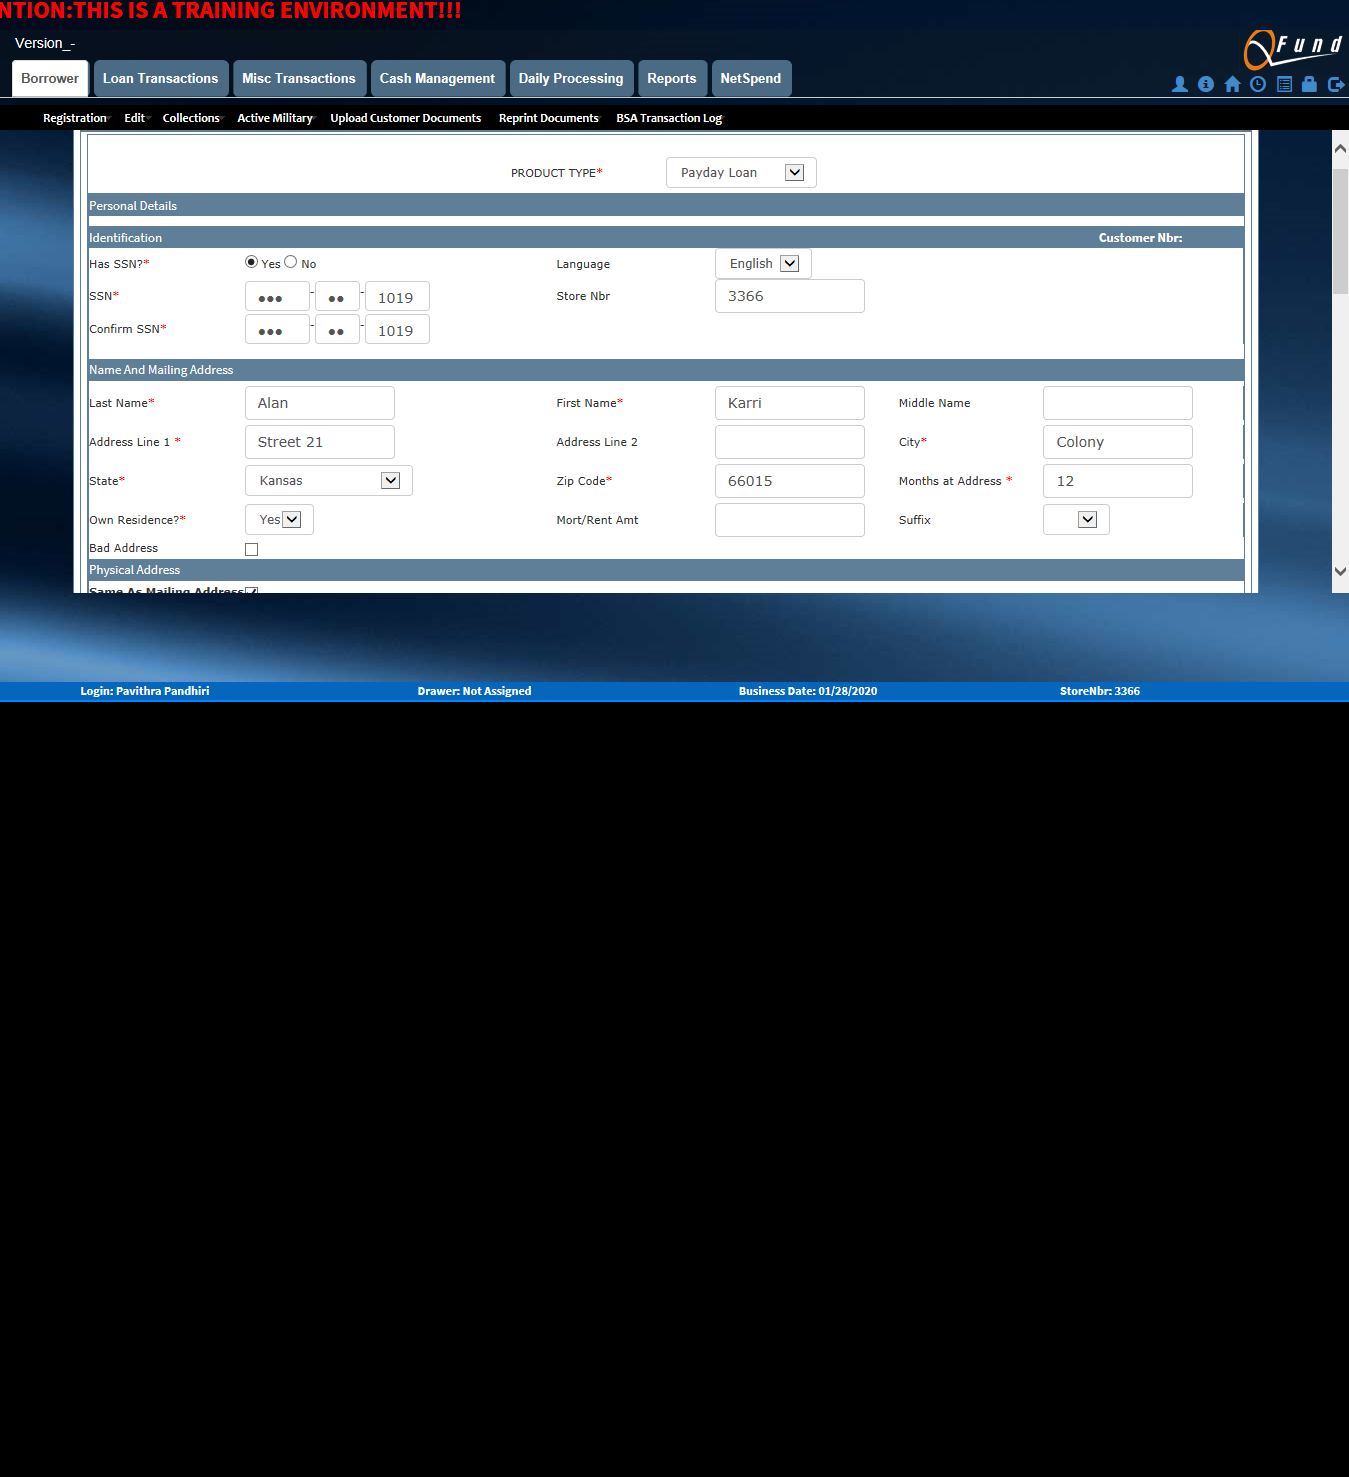 NTION:THIS IS A TRAINING ENVIRONMENT!!!
Version_-
Fund
Borrower Loan Transactions Misc Transactions Cash Management Daily Processing Reports NetSpend
Registration Edit Collections Active Military Upload Customer Documents Reprint Documents BSA Transaction Log
PRODUCT TYPE* Payday Loan
Personal Details
Identification Customer Nbr:
Has SSN?* Yes No Language English
SSN* ●●● - ●● - 1019 Store Nbr 3366
Confirm SSN* ●●● - ●● - 1019
Name And Mailing Address
Last Name* Alan First Name* Karri Middle Name
Address Line 1 * Street 21 Address Line 2 City* Colony
State* Kansas Zip Code* 66015 Months at Address * 12
Own Residence?* Yes Mort/Rent Amt Suffix
Bad Address
Physical Address
Same As Mailing Address
Login: Pavithra Pandhiri Drawer: Not Assigned Business Date: 01/28/2020 StoreNbr: 3366